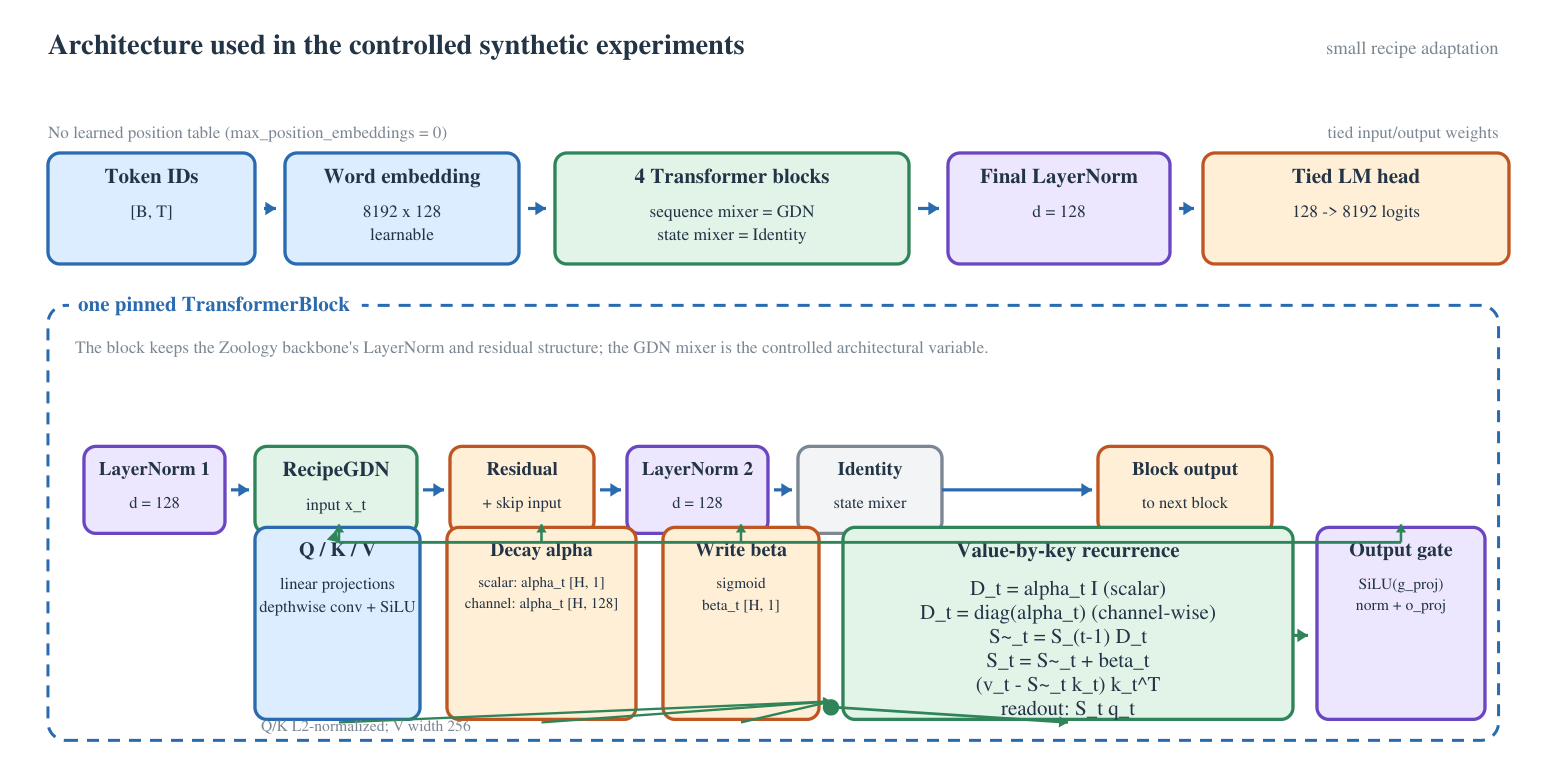 Architecture used in the controlled synthetic experiments
small recipe adaptation
No learned position table (max_position_embeddings = 0)
tied input/output weights
Token IDs
[B, T]
Word embedding
8192 x 128
learnable
4 Transformer blocks
sequence mixer = GDN
state mixer = Identity
Final LayerNorm
d = 128
Tied LM head
128 -> 8192 logits
one pinned TransformerBlock
The block keeps the Zoology backbone's LayerNorm and residual structure; the GDN mixer is the controlled architectural variable.
LayerNorm 1
d = 128
RecipeGDN
input x_t
Residual
+ skip input
LayerNorm 2
d = 128
Identity
state mixer
Block output
to next block
Q / K / V
linear projections
depthwise conv + SiLU
Decay alpha
scalar: alpha_t [H, 1]
channel: alpha_t [H, 128]
Write beta
sigmoid
beta_t [H, 1]
Value-by-key recurrence
D_t = alpha_t I (scalar)
D_t = diag(alpha_t) (channel-wise)
S~_t = S_(t-1) D_t
S_t = S~_t + beta_t
(v_t - S~_t k_t) k_t^T
readout: S_t q_t
Output gate
SiLU(g_proj)
norm + o_proj
Q/K L2-normalized; V width 256